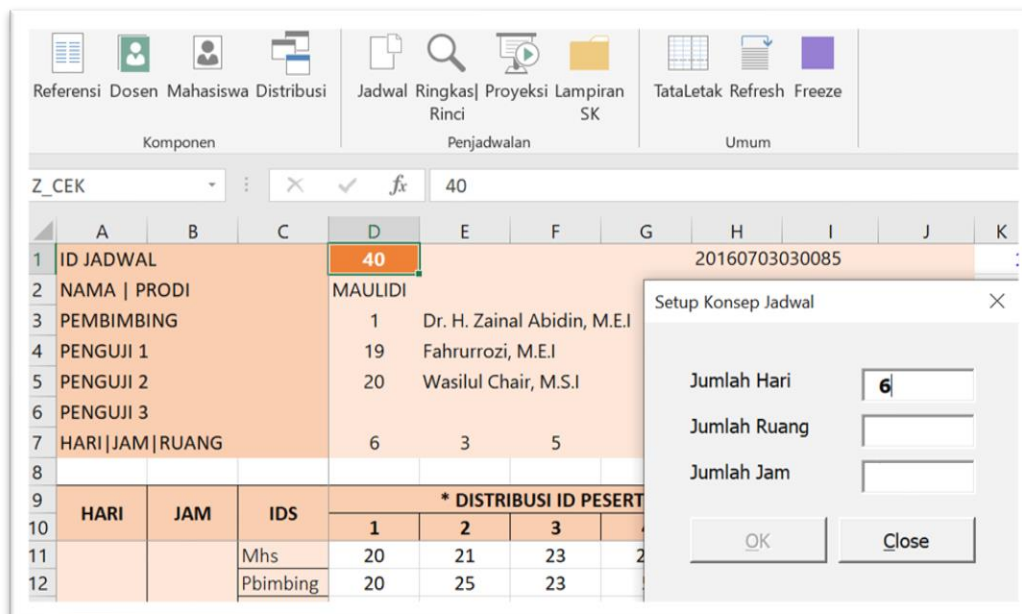 Referensi Dosen Mahasiswa Distribusi Jadwal Ringkas| Proyeksi Lampiran TataLetak Refresh Freeze
Rinci SK
Komponen Penjadwalan Umum
Z_CEK fx 40
A B C D E F G H I J K
1 ID JADWAL 40 20160703030085
2 NAMA | PRODI MAULIDI
3 PEMBIMBING 1 Dr. H. Zainal Abidin, M.E.I
4 PENGUJI 1 19 Fahrurrozi, M.E.I
5 PENGUJI 2 20 Wasilul Chair, M.S.I
6 PENGUJI 3
7 HARI|JAM|RUANG 6 3 5
8
9 HARI JAM IDS * DISTRIBUSI ID PESERT
10 1 2 3
11 Mhs 20 21 23
12 Pbimbing 20 25 23
Setup Konsep Jadwal
Jumlah Hari 6
Jumlah Ruang
Jumlah Jam
OK Close